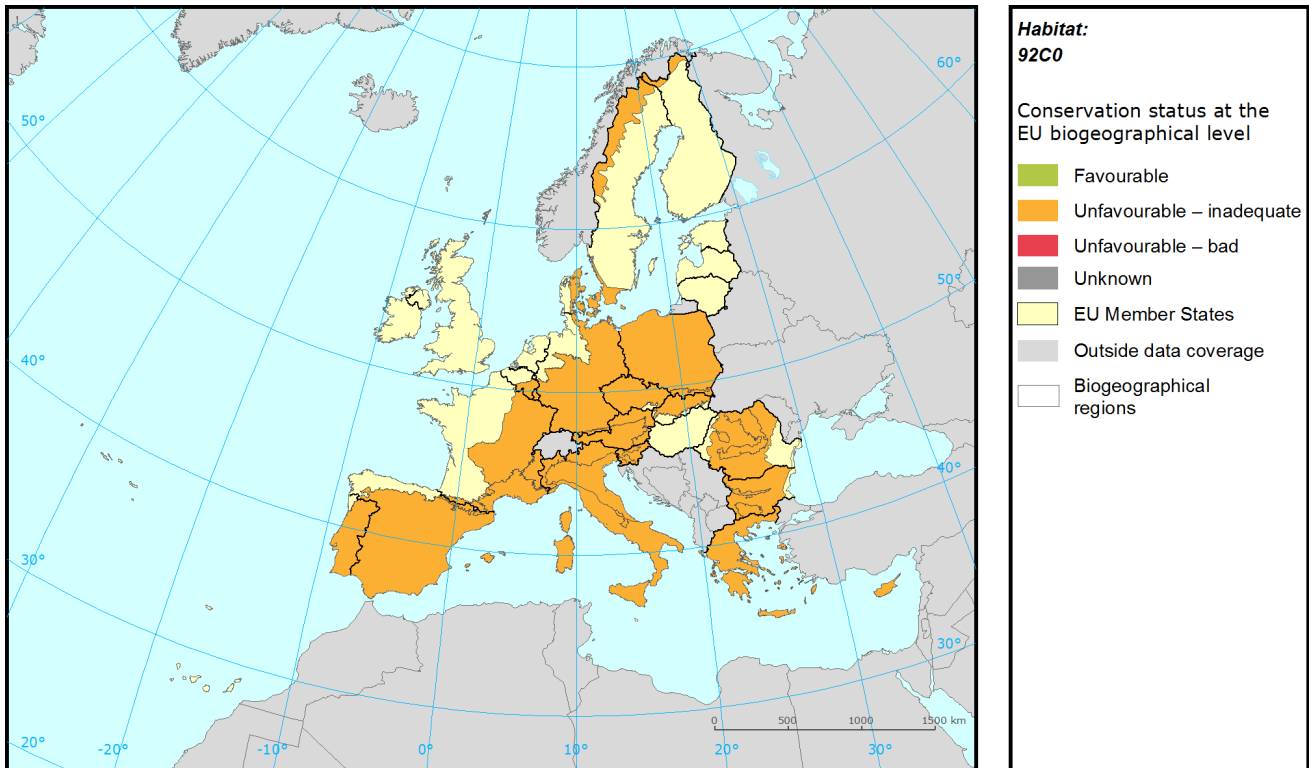 Habitat:
92C0
Conservation status at the
EU biogeographical level
Favourable
Unfavourable – inadequate
Unfavourable – bad
Unknown
EU Member States
Outside data coverage
Biogeographical
regions
60°
50°
50°
40°
40°
30°
30°
20°
-20°
-10°
0°
10°
20°
30°
0
500
1000
1500 km